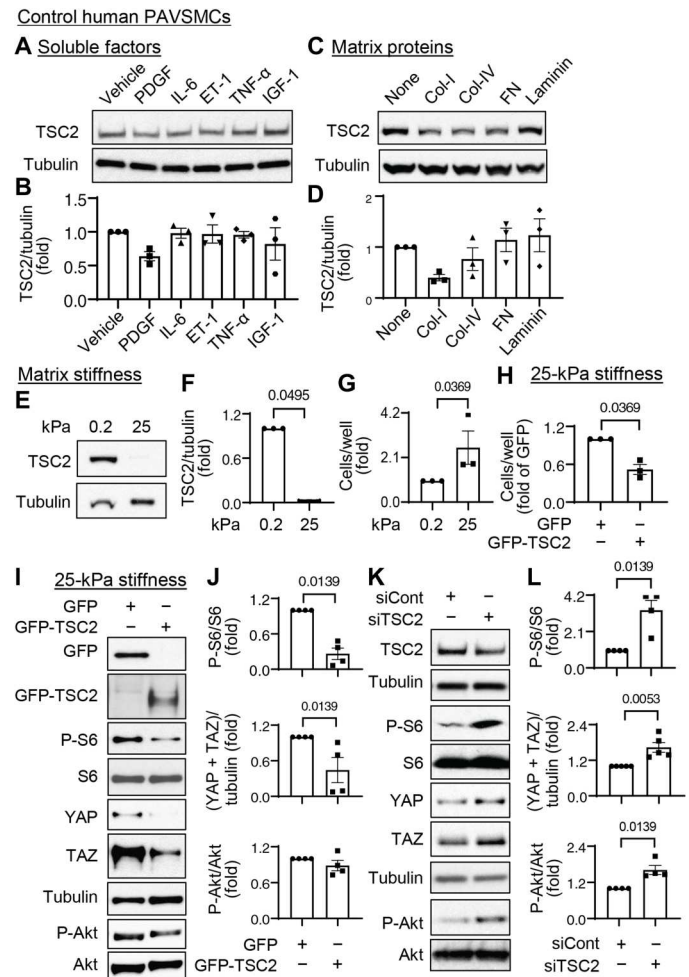 Control human PAVSMCs
A Soluble factors
Vehicle PDGF IL-6 ET-1 TNF-α IGF-1
TSC2
Tubulin
B
TSC2/tubulin
(fold)
1.5
1.0
0.5
0.0
Vehicle PDGF IL-6 ET-1 TNF-α IGF-1
C Matrix proteins
None Col-I Col-IV FN Laminin
TSC2
Tubulin
D
TSC2/tubulin
(fold)
2
1
0
None Col-I Col-IV FN Laminin
Matrix stiffness
E
kPa 0.2 25
TSC2
Tubulin
F
0.0495
TSC2/tubulin
(fold)
1.2
0.6
0.0
kPa 0.2 25
G
0.0369
Cells/well
(fold)
4.2
2.1
0.0
kPa 0.2 25
H 25-kPa stiffness
0.0369
Cells/well
(fold of GFP)
1.2
0.6
0.0
GFP + −
GFP-TSC2 − +
I 25-kPa stiffness
GFP + −
GFP-TSC2 − +
GFP
GFP-TSC2
P-S6
S6
YAP
TAZ
Tubulin
P-Akt
Akt
J
0.0139
P-S6/S6
(fold)
1.2
0.6
0.0
0.0139
(YAP + TAZ)/
tubulin (fold)
1.2
0.6
0.0
P-Akt/Akt
(fold)
1.2
0.6
0.0
GFP + −
GFP-TSC2 − +
K
siCont + −
siTSC2 − +
TSC2
Tubulin
P-S6
S6
YAP
TAZ
Tubulin
P-Akt
Akt
L
0.0139
P-S6/S6
(fold)
4.2
2.1
0.0
0.0053
(YAP + TAZ)/
tubulin (fold)
2.4
1.2
0.0
0.0139
P-Akt/Akt
(fold)
2.4
1.2
0.0
siCont + −
siTSC2 − +